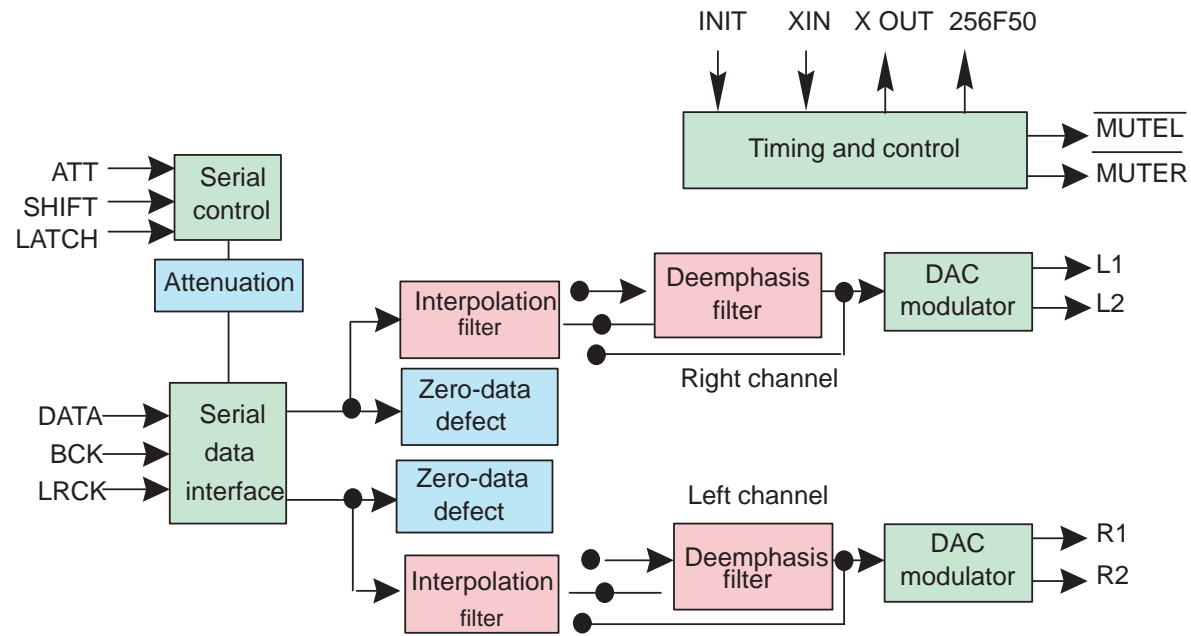 INIT XIN X OUT 256F50
Timing and control
MUTEL
MUTER
ATT
SHIFT
LATCH
Serial
control
Attenuation
Interpolation
filter
Deemphasis
filter
DAC
modulator
L1
L2
Right channel
DATA
BCK
LRCK
Serial
data
interface
Zero-data
defect
Zero-data
defect
Left channel
Interpolation
filter
Deemphasis
filter
DAC
modulator
R1
R2